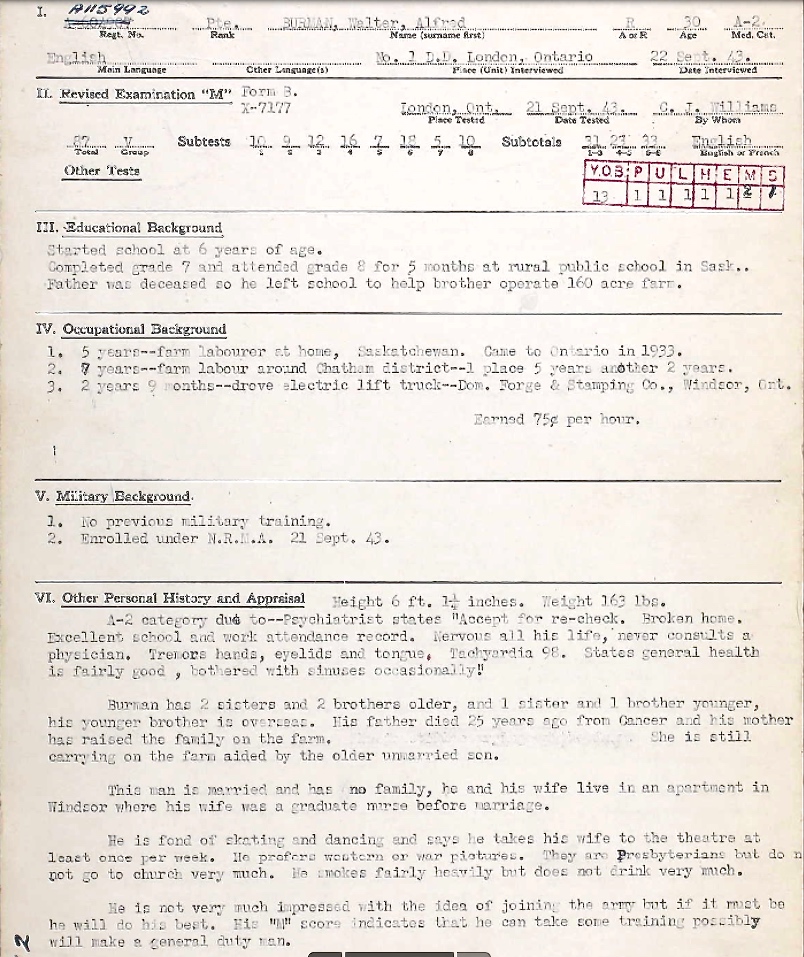 I. A115992 Pte. BURMAN, Walter, Alfred R 30 A-2
Regt. No. Rank Name (surname first) A or R Age Med. Cat.
English No. 1 D.D. London, Ontario 22 Sept. 43.
Main Language Other Language(s) Place (Unit) Interviewed Date Interviewed
II. Revised Examination "M" Form B.
X-7177 London, Ont. 21 Sept. 43. C. J. Williams
Place Tested Date Tested By Whom
87 V Subtests 10 9 12 16 7 18 5 10 Subtotals 31 23 33 English
Total Group 1 2 3 4 5 6 7 8 1-3 4-5 6-8 English or French
Other Tests
Y.O.B P U L H E M S
13 1 1 1 1 1 2 1
III. Educational Background
Started school at 6 years of age.
Completed grade 7 and attended grade 8 for 5 months at rural public school in Sask..
Father was deceased so he left school to help brother operate 160 acre farm.
IV. Occupational Background
1. 5 years--farm labourer at home, Saskatchewan. Came to Ontario in 1933.
2. 7 years--farm labour around Chatham district--1 place 5 years another 2 years.
3. 2 years 9 months--drove electric lift truck--Dom. Forge & Stamping Co., Windsor, Ont.
Earned 75¢ per hour.
V. Military Background
1. No previous military training.
2. Enrolled under N.R.M.A. 21 Sept. 43.
VI. Other Personal History and Appraisal Height 6 ft. 1½ inches. Weight 163 lbs.
A-2 category due to--Psychiatrist states "Accept for re-check. Broken home.
Excellent school and work attendance record. Nervous all his life, never consults a
physician. Tremors hands, eyelids and tongue, Tachyardia 98. States general health
is fairly good , bothered with sinuses occasionally!"
Burman has 2 sisters and 2 brothers older, and 1 sister and 1 brother younger,
his younger brother is overseas. His father died 25 years ago from Cancer and his mother
has raised the family on the farm. She is still
carrying on the farm aided by the older unmarried son.
This man is married and has no family, he and his wife live in an apartment in
Windsor where his wife was a graduate nurse before marriage.
He is fond of skating and dancing and says he takes his wife to the theatre at
least once per week. He prefers western or war pictures. They are Presbyterians but do n
not go to church very much. He smokes fairly heavily but does not drink very much.
He is not very much impressed with the idea of joining the army but if it must be
he will do his best. His "M" score indicates that he can take some training possibly
will make a general duty man.